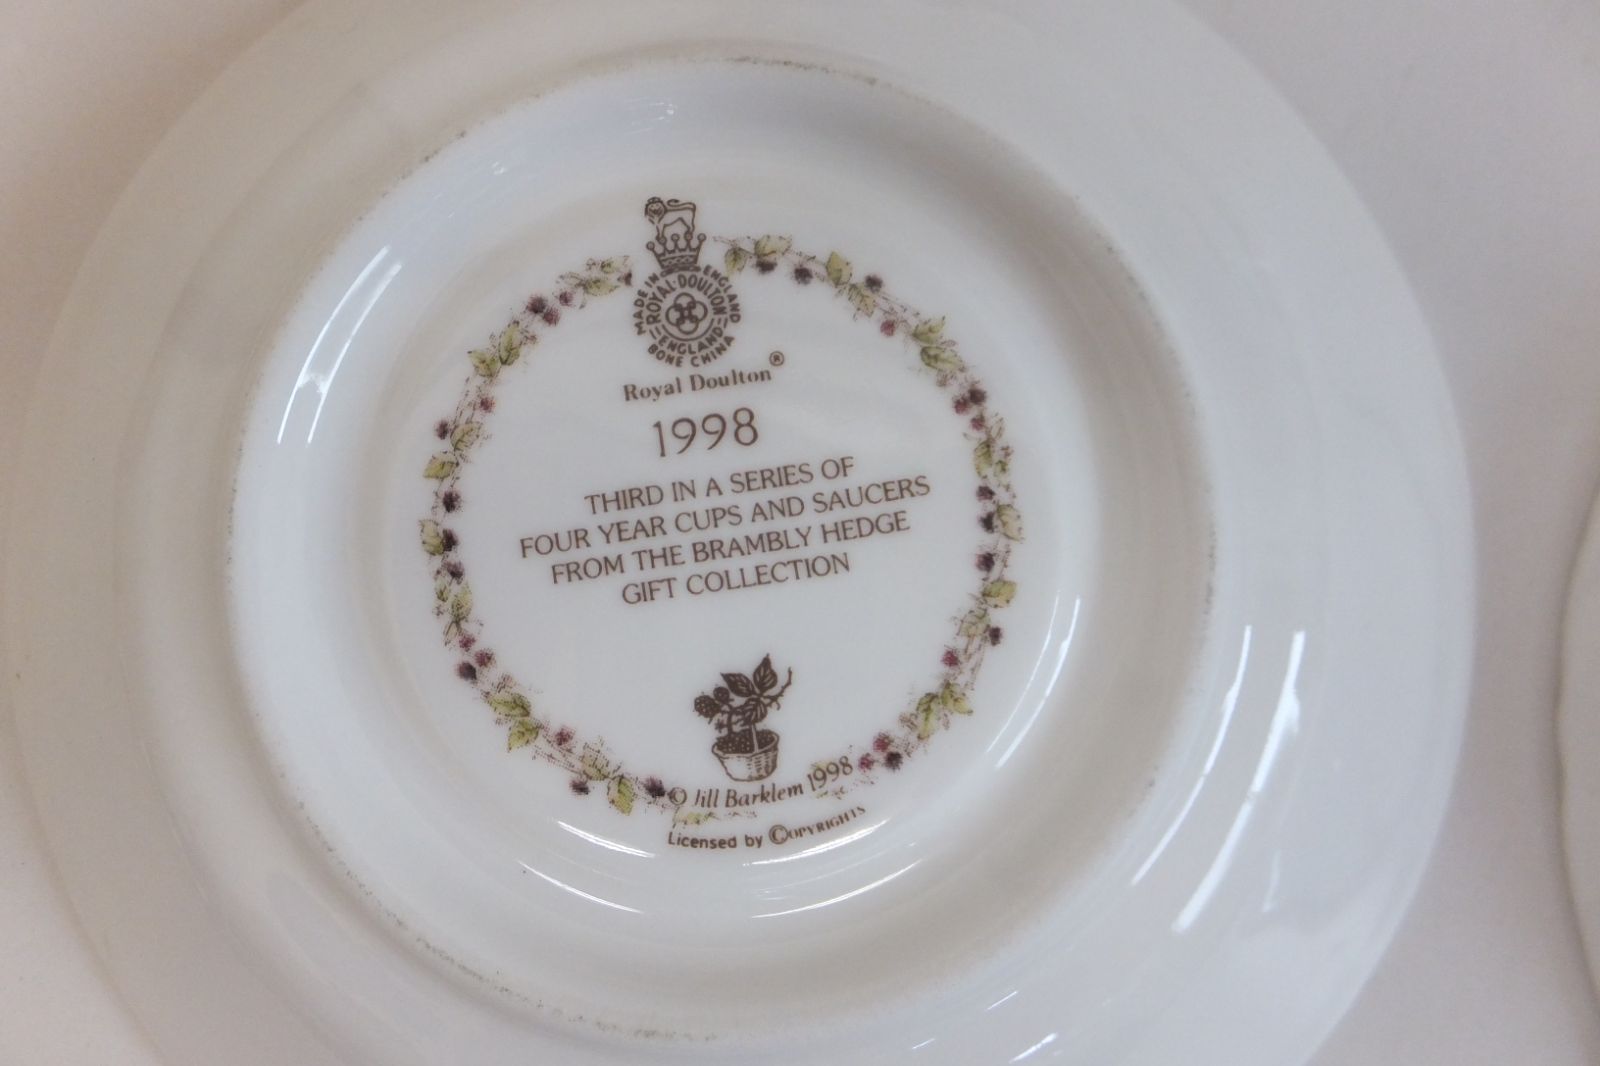 MADE IN ENGLAND
ROYAL·DOULTON
ENGLAND
BONE CHINA
Royal Doulton®
1998
THIRD IN A SERIES OF
FOUR YEAR CUPS AND SAUCERS
FROM THE BRAMBLY HEDGE
GIFT COLLECTION
© Jill Barklem 1998
Licensed by ©OPYRIGHTS